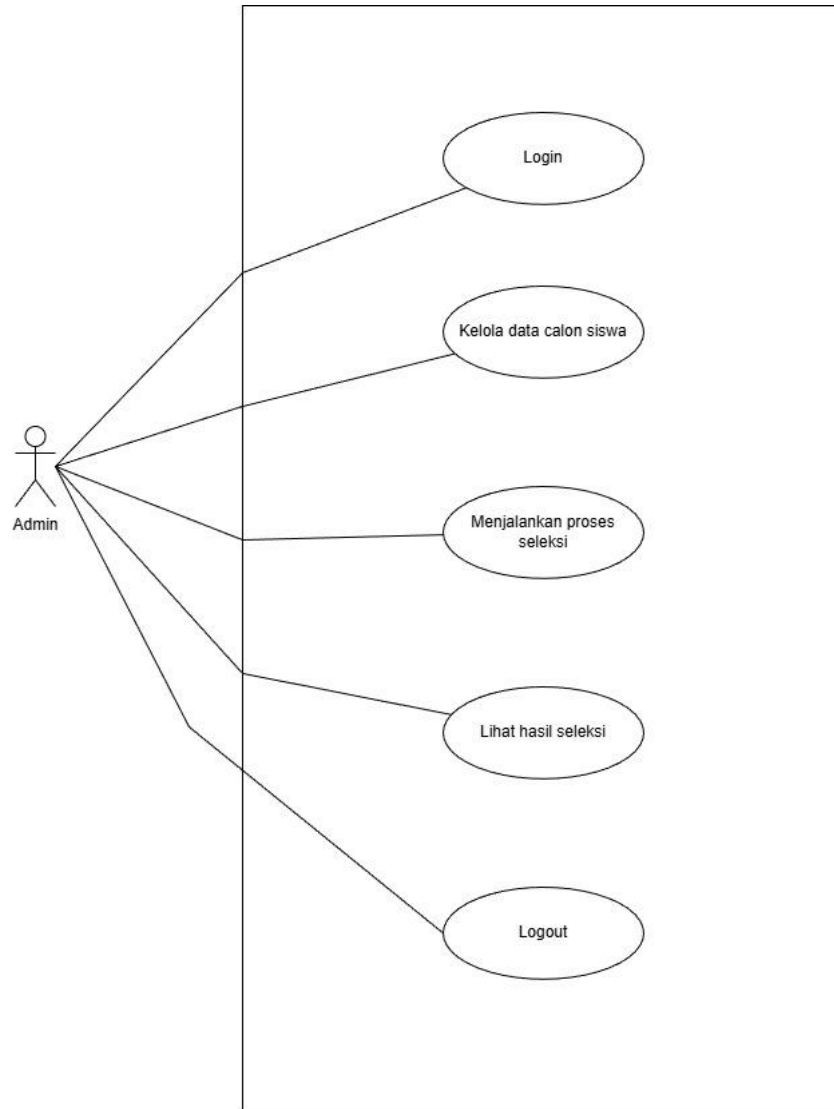 Login
Kelola data calon siswa
Admin
Menjalankan proses
seleksi
Lihat hasil seleksi
Logout